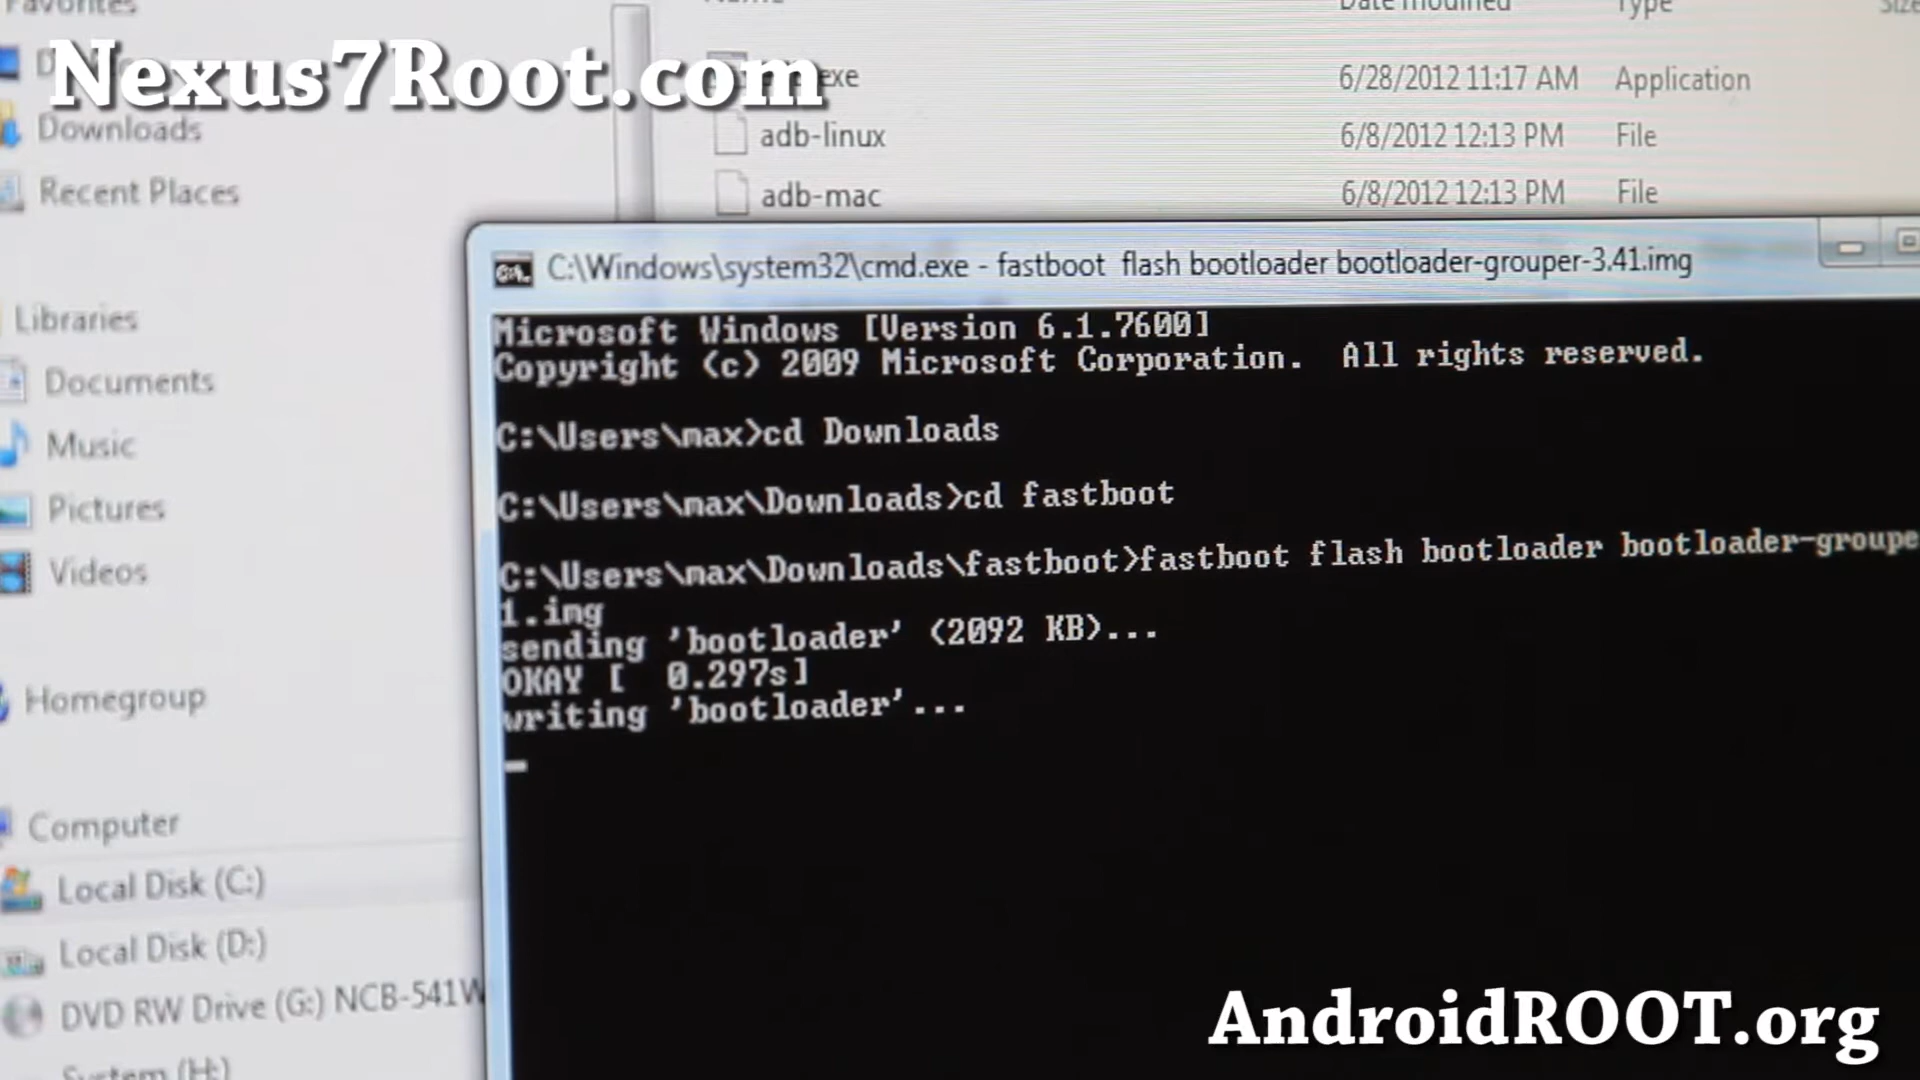 Favorites
Date modified
Type
Nexus7Root.com
.exe
6/28/2012 11:17 AM
Application
Downloads
adb-linux
6/8/2012 12:13 PM
File
Recent Places
adb-mac
6/8/2012 12:13 PM
File
C:\Windows\system32\cmd.exe - fastboot flash bootloader bootloader-grouper-3.41.img
Libraries
Documents
Music
Pictures
Videos
Homegroup
Computer
Local Disk (C:)
Local Disk (D:)
DVD RW Drive (G:) NCB-541W
System (H:)
Microsoft Windows [Version 6.1.7600]
Copyright (c) 2009 Microsoft Corporation. All rights reserved.
C:\Users\max>cd Downloads
C:\Users\max\Downloads>cd fastboot
C:\Users\max\Downloads\fastboot>fastboot flash bootloader bootloader-groupe
1.img
sending 'bootloader' (2092 KB)...
OKAY [ 0.297s]
writing 'bootloader'...
AndroidROOT.org